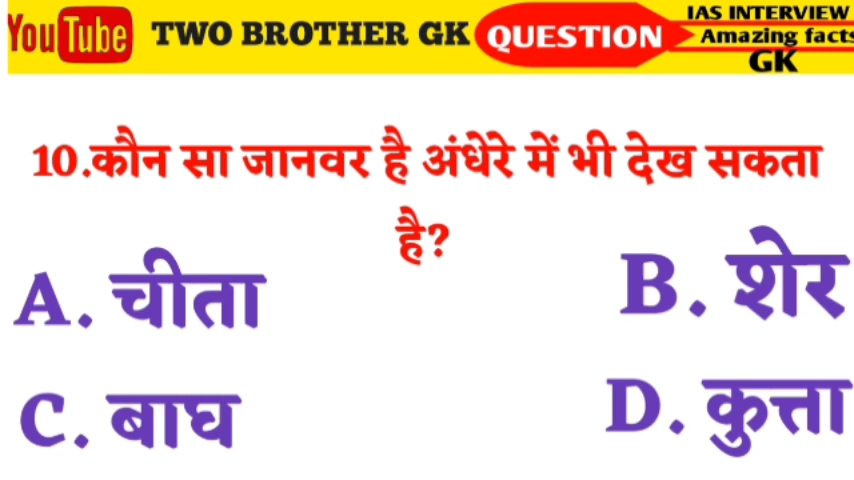 YouTube TWO BROTHER GK QUESTION IAS INTERVIEW
Amazing facts
GK
10.कौन सा जानवर है अंधेरे में भी देख सकता
है?
A. चीता
B. शेर
C. बाघ
D. कुत्ता